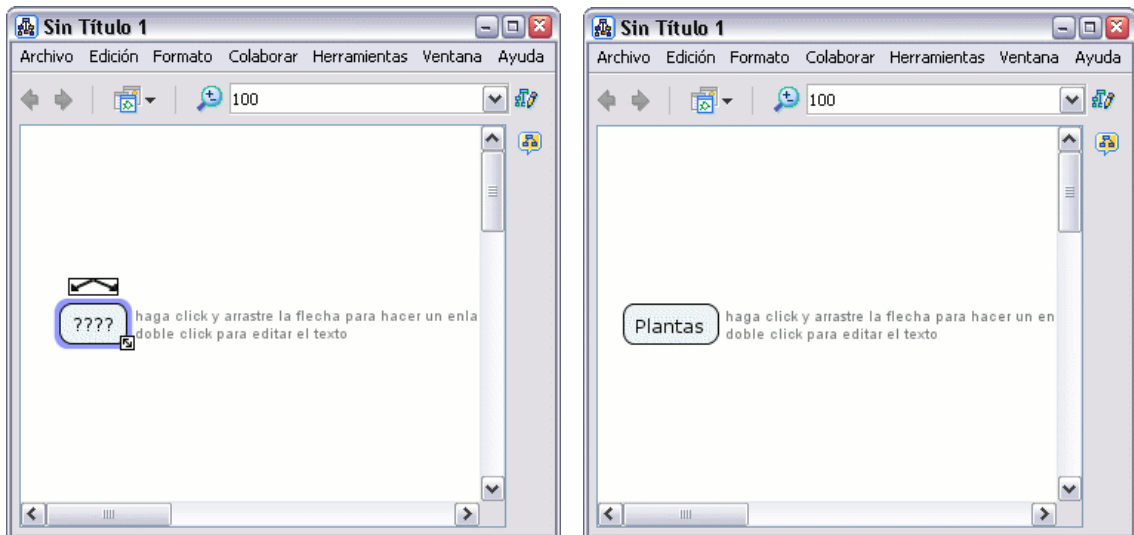 Sin Título 1
Archivo Edición Formato Colaborar Herramientas Ventana Ayuda
100
????
haga click y arrastre la flecha para hacer un enla
doble click para editar el texto
Sin Título 1
Archivo Edición Formato Colaborar Herramientas Ventana Ayuda
100
Plantas
haga click y arrastre la flecha para hacer un en
doble click para editar el texto